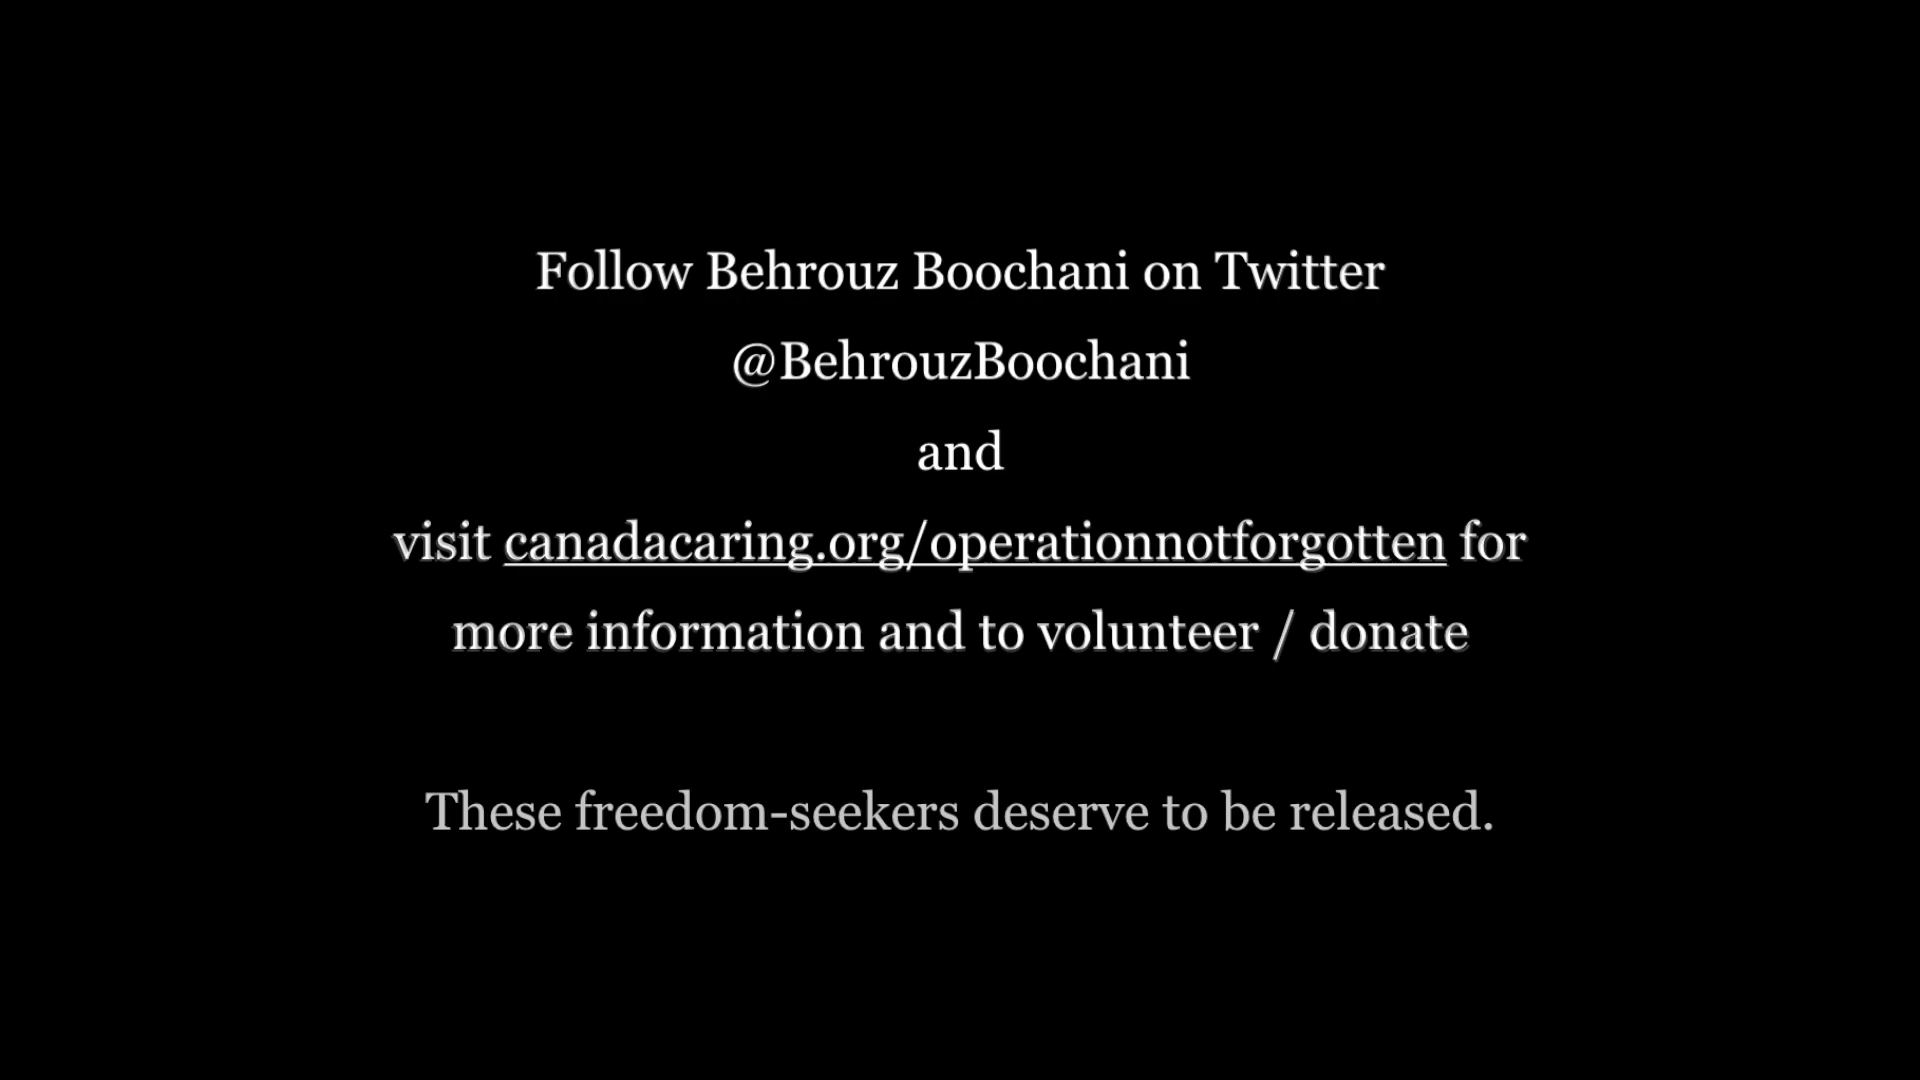 Follow Behrouz Boochani on Twitter
@BehrouzBoochani
and
visit canadacaring.org/operationnotforgotten for
more information and to volunteer / donate
These freedom-seekers deserve to be released.